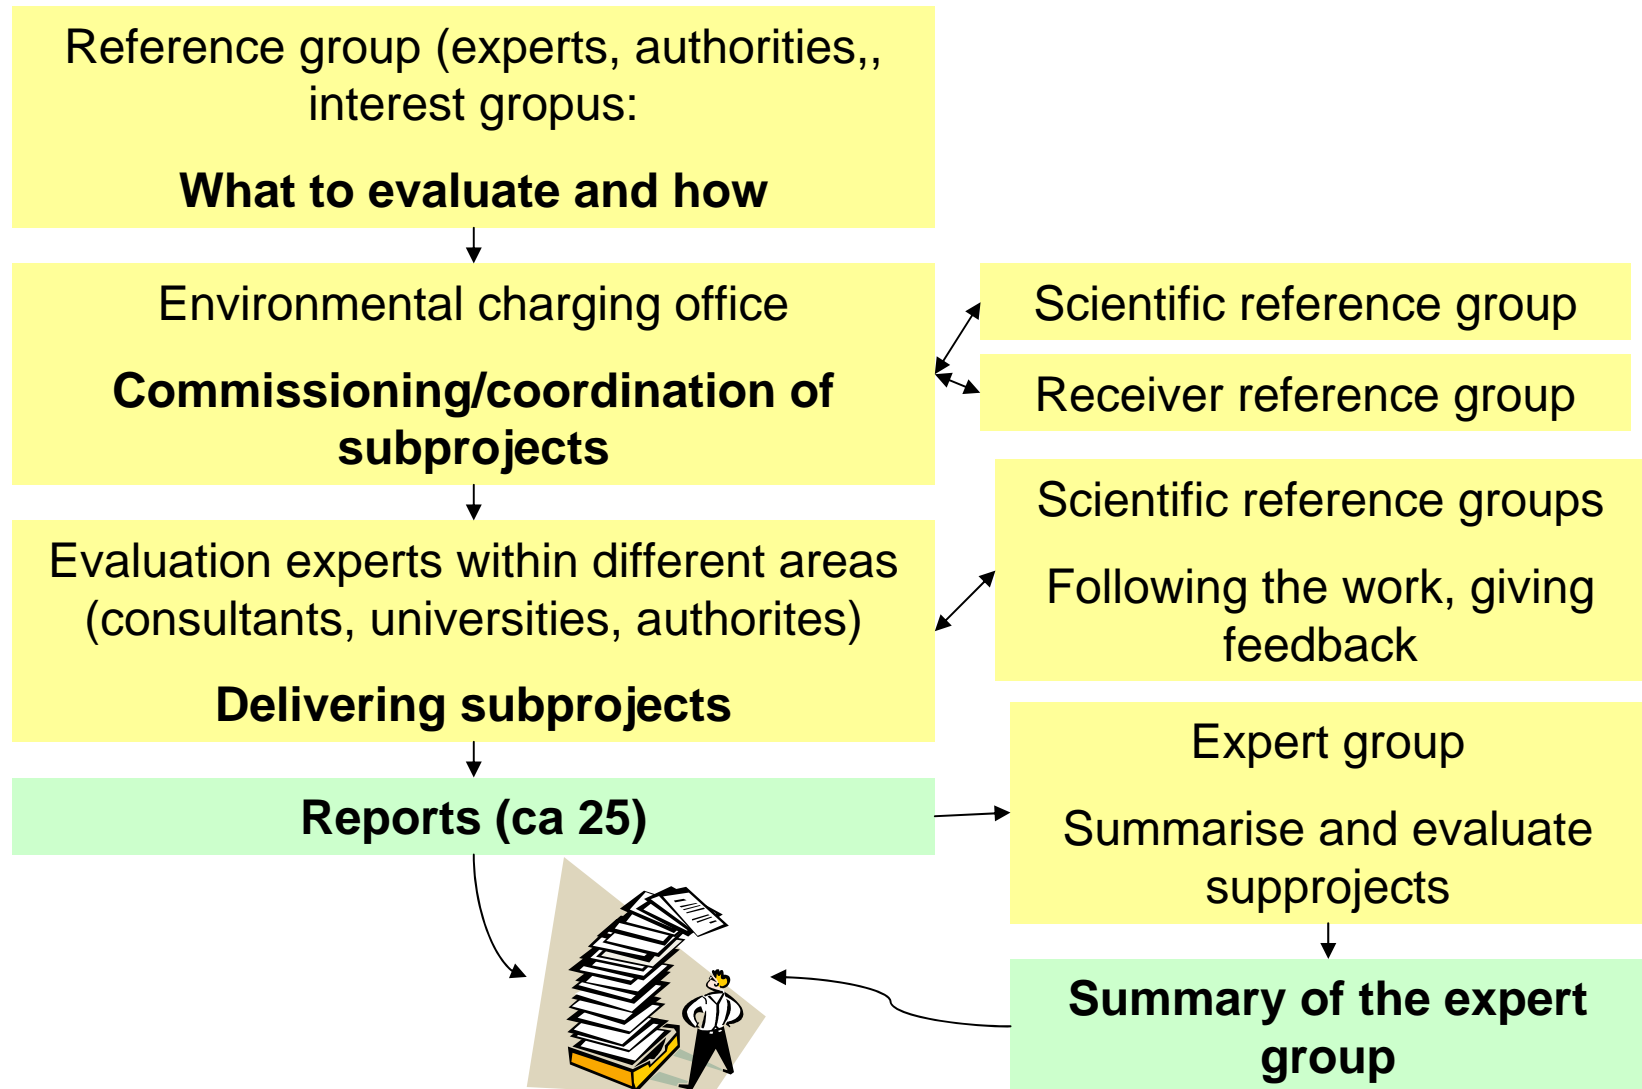 Reference group (experts, authorities,,
interest gropus:
What to evaluate and how
Environmental charging office
Commissioning/coordination of
subprojects
Scientific reference group
Receiver reference group
Evaluation experts within different areas
(consultants, universities, authorites)
Delivering subprojects
Scientific reference groups
Following the work, giving
feedback
Reports (ca 25)
Expert group
Summarise and evaluate
supprojects
Summary of the expert
group